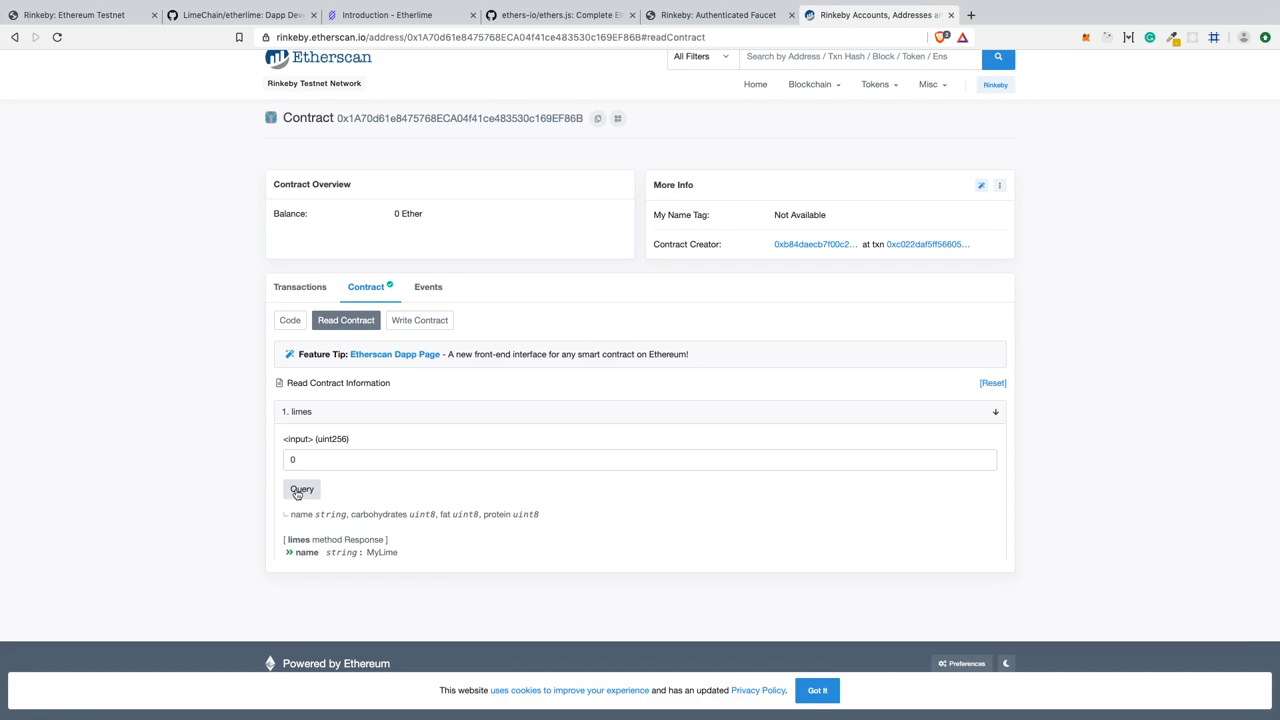 Rinkeby: Ethereum Testnet
LimeChain/etherlime: Dapp Dev
Introduction - Etherlime
ethers-io/ethers.js: Complete E
Rinkeby: Authenticated Faucet
Rinkeby Accounts, Addresses a
rinkeby.etherscan.io/address/0x1A70d61e8475768ECA04f41ce483530c169EF86B#readContract
Etherscan
All Filters
Search by Address / Txn Hash / Block / Token / Ens
Rinkeby Testnet Network
Home Blockchain Tokens Misc Rinkeby
Contract 0x1A70d61e8475768ECA04f41ce483530c169EF86B
Contract Overview
Balance: 0 Ether
More Info
My Name Tag: Not Available
Contract Creator: 0xb84daecb7f00c2... at txn 0xc022daf5ff56605...
Transactions Contract Events
Code Read Contract Write Contract
Feature Tip: Etherscan Dapp Page - A new front-end interface for any smart contract on Ethereum!
Read Contract Information [Reset]
1. limes
<input> (uint256)
0
Query
name string, carbohydrates uint8, fat uint8, protein uint8
[ limes method Response ]
name string : MyLime
Powered by Ethereum
Preferences
This website uses cookies to improve your experience and has an updated Privacy Policy.
Got It